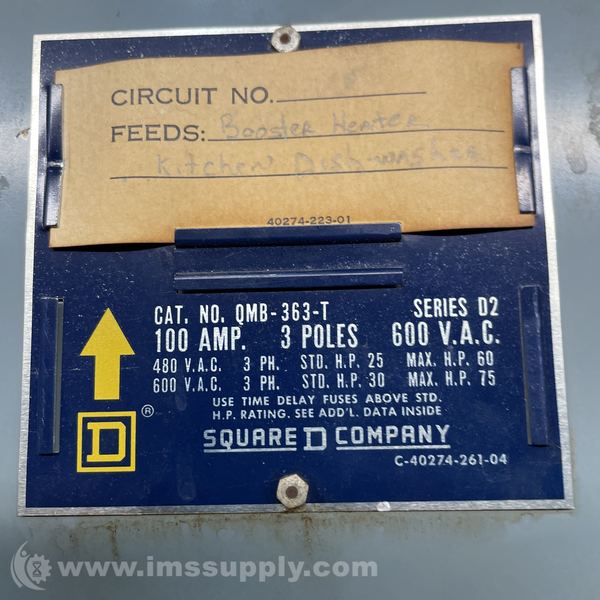 CIRCUIT NO.
FEEDS: Booster Heater
Kitchen Dishwasher
40274-223-01
CAT. NO. QMB-363-T SERIES D2
100 AMP. 3 POLES 600 V.A.C.
480 V.A.C. 3 PH. STD. H.P. 25 MAX. H.P. 60
600 V.A.C. 3 PH. STD. H.P. 30 MAX. H.P. 75
USE TIME DELAY FUSES ABOVE STD.
H.P. RATING. SEE ADD'L. DATA INSIDE
D ®
SQUARE D COMPANY
C-40274-261-04
www.imssupply.com